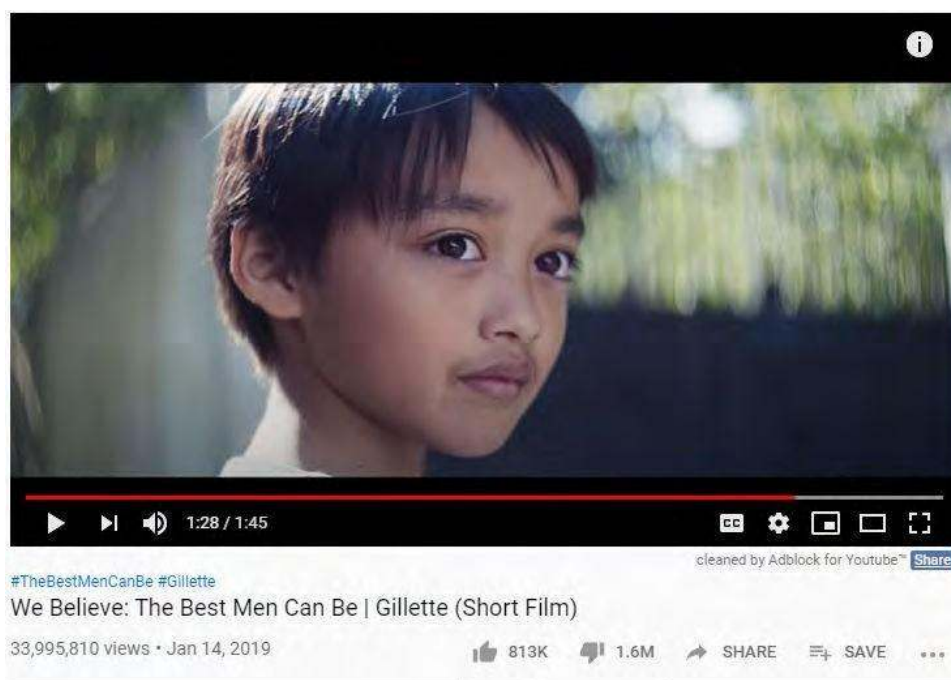 i
1:28 / 1:45
CC
cleaned by Adblock for Youtube™ Share
#TheBestMenCanBe #Gillette
We Believe: The Best Men Can Be | Gillette (Short Film)
33,995,810 views • Jan 14, 2019
813K 1.6M SHARE SAVE